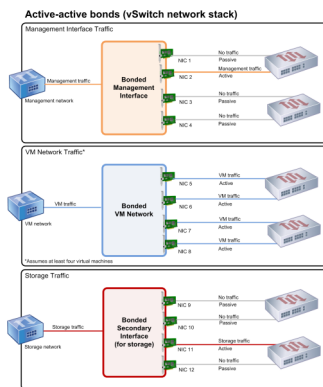 Active-active bonds (vSwitch network stack)
Management Interface Traffic
Management traffic
Management network
Bonded
Management
Interface
NIC 1
No traffic
Passive
NIC 2
Management traffic
Active
NIC 3
No traffic
Passive
NIC 4
No traffic
Passive
VM Network Traffic*
VM traffic
VM network
Bonded
VM Network
NIC 5
VM traffic
Active
NIC 6
VM traffic
Active
NIC 7
VM traffic
Active
NIC 8
VM traffic
Active
*Assumes at least four virtual machines
Storage Traffic
Storage traffic
Storage network
Bonded
Secondary
Interface
(for storage)
NIC 9
No traffic
Passive
NIC 10
No traffic
Passive
NIC 11
Storage traffic
Active
NIC 12
No traffic
Passive